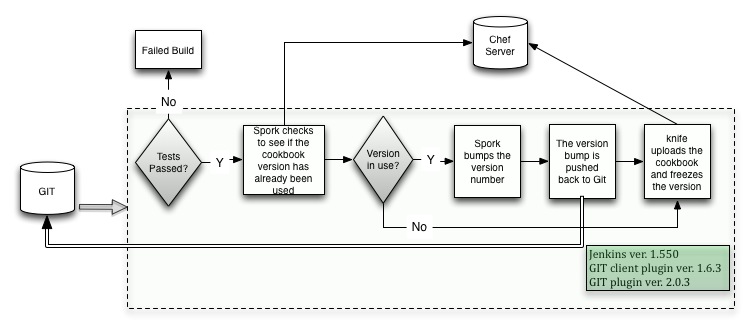 Chef
Server
Failed Build
No
Tests
Passed?
Y
Spork checks
to see if the
cookbook
version has
already been
used
Version
in use?
Y
Spork
bumps the
version
number
The version
bump is
pushed
back to Git
knife
uploads the
cookbook
and freezes
the version
GIT
No
Jenkins ver. 1.550
GIT client plugin ver. 1.6.3
GIT plugin ver. 2.0.3